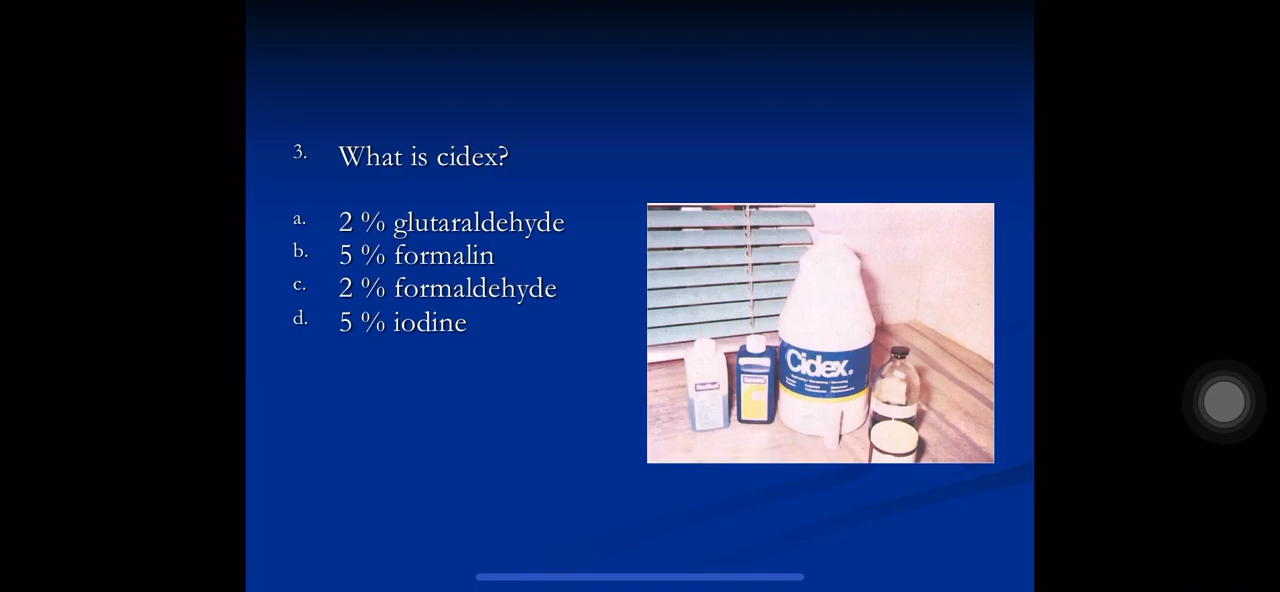 3. What is cidex?
a. 2 % glutaraldehyde
b. 5 % formalin
c. 2 % formaldehyde
d. 5 % iodine
Cidex